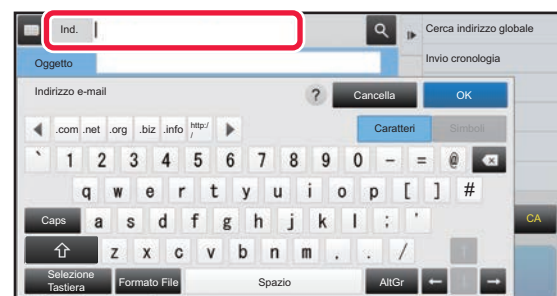 Ind.
Cerca indirizzo globale
Oggetto
Invio cronologia
Indirizzo e-mail
? Cancella OK
.com .net .org .biz .info http:/
/
Caratteri Simboli
` 1 2 3 4 5 6 7 8 9 0 - = @
q w e r t y u i o p [ ] #
Caps a s d f g h j k l ; '
CA
z x c v b n m , . /
Selezione
Tastiera
Formato File Spazio AltGr